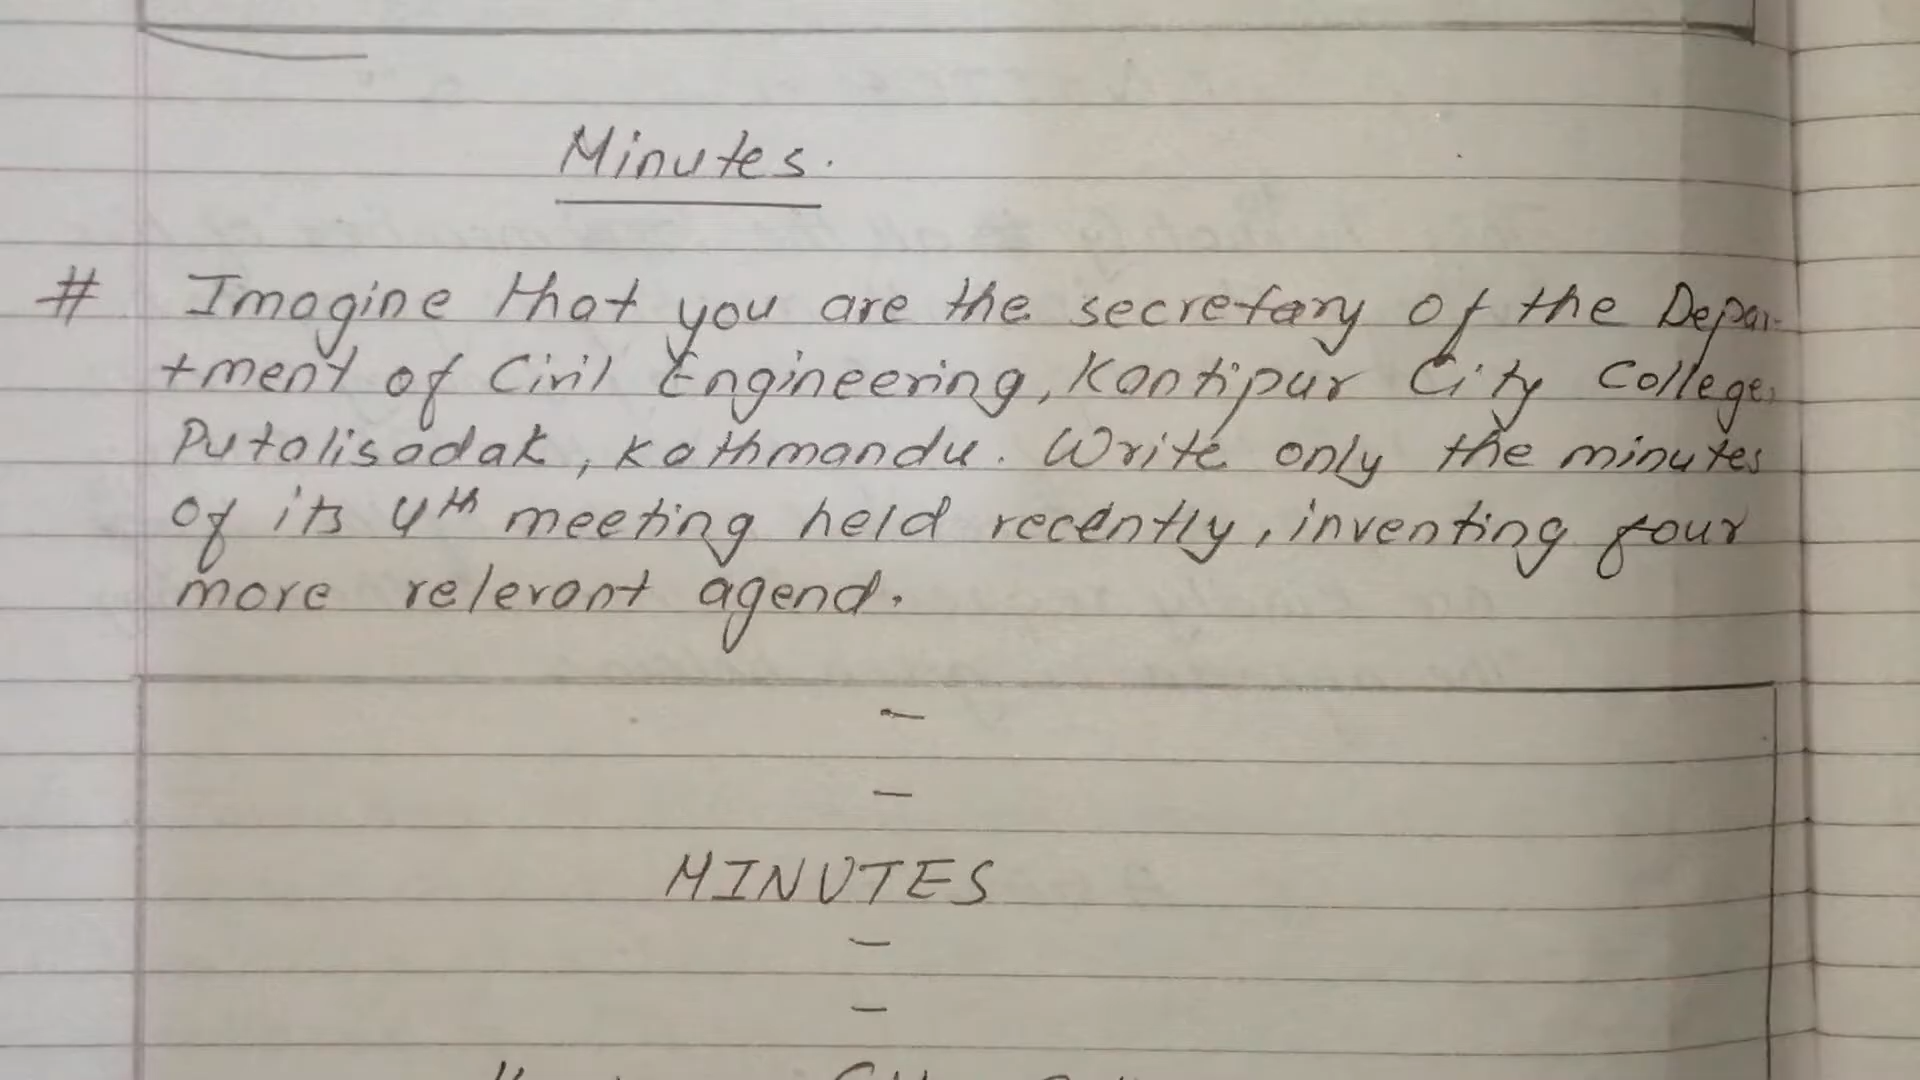 Minutes.
# Imagine that you are the secretary of the Depar-
tment of Civil Engineering, Kantipur City College,
Putalisadak, Kathmandu. Write only the minutes
of its 4th meeting held recently, inventing four
more relevant agend.
MINUTES